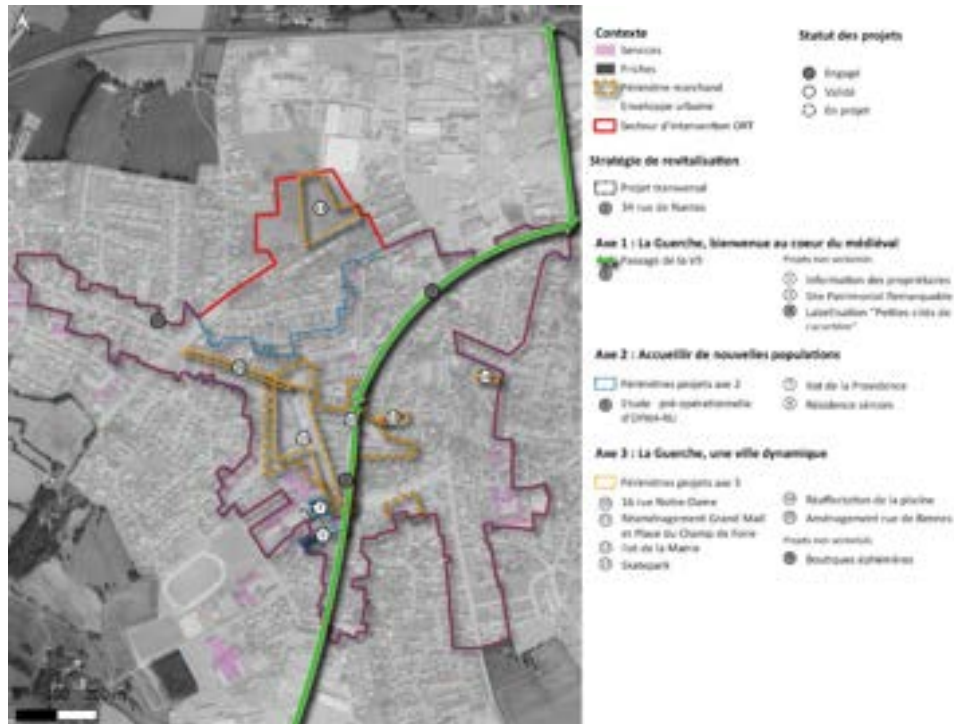 Contexte
Services
Friches
Périmètre marchand
Enveloppe urbaine
Secteur d'intervention ORT
Statut des projets
Engagé
Validé
En projet
Stratégie de revitalisation
Projet transversal
34 rue de Nantes
Axe 1 : La Guerche, bienvenue au coeur du médiéval
Passage de la V9
Projets non sectorisés
Information des propriétaires
Site Patrimonial Remarquable
Labellisation "Petites cités de
caractère"
Axe 2 : Accueillir de nouvelles populations
Périmètres projets axe 2
Etude pré-opérationnelle
d'OPAH-RU
Ilot de la Providence
Résidence séniors
Axe 3 : La Guerche, une ville dynamique
Périmètres projets axe 3
16 rue Notre-Dame
Réaménagement Grand Mail
et Place du Champ de Foire
Ilot de la Mairie
Skatepark
Réaffectation de la piscine
Aménagement rue de Rennes
Projets non sectorisés
Boutiques éphémères